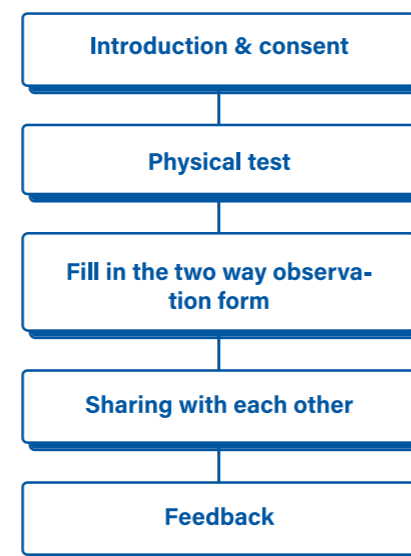 Introduction & consent
Physical test
Fill in the two way observa-
tion form
Sharing with each other
Feedback